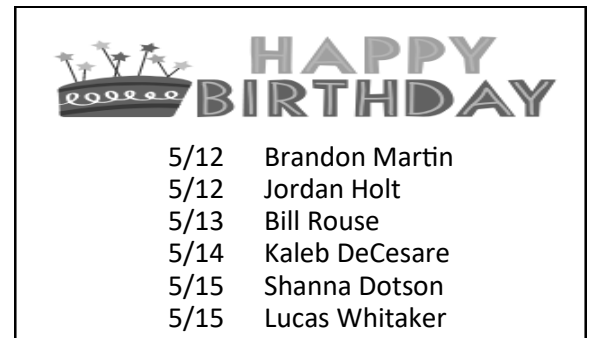 HAPPY
BIRTHDAY
5/12 Brandon Martin
5/12 Jordan Holt
5/13 Bill Rouse
5/14 Kaleb DeCesare
5/15 Shanna Dotson
5/15 Lucas Whitaker